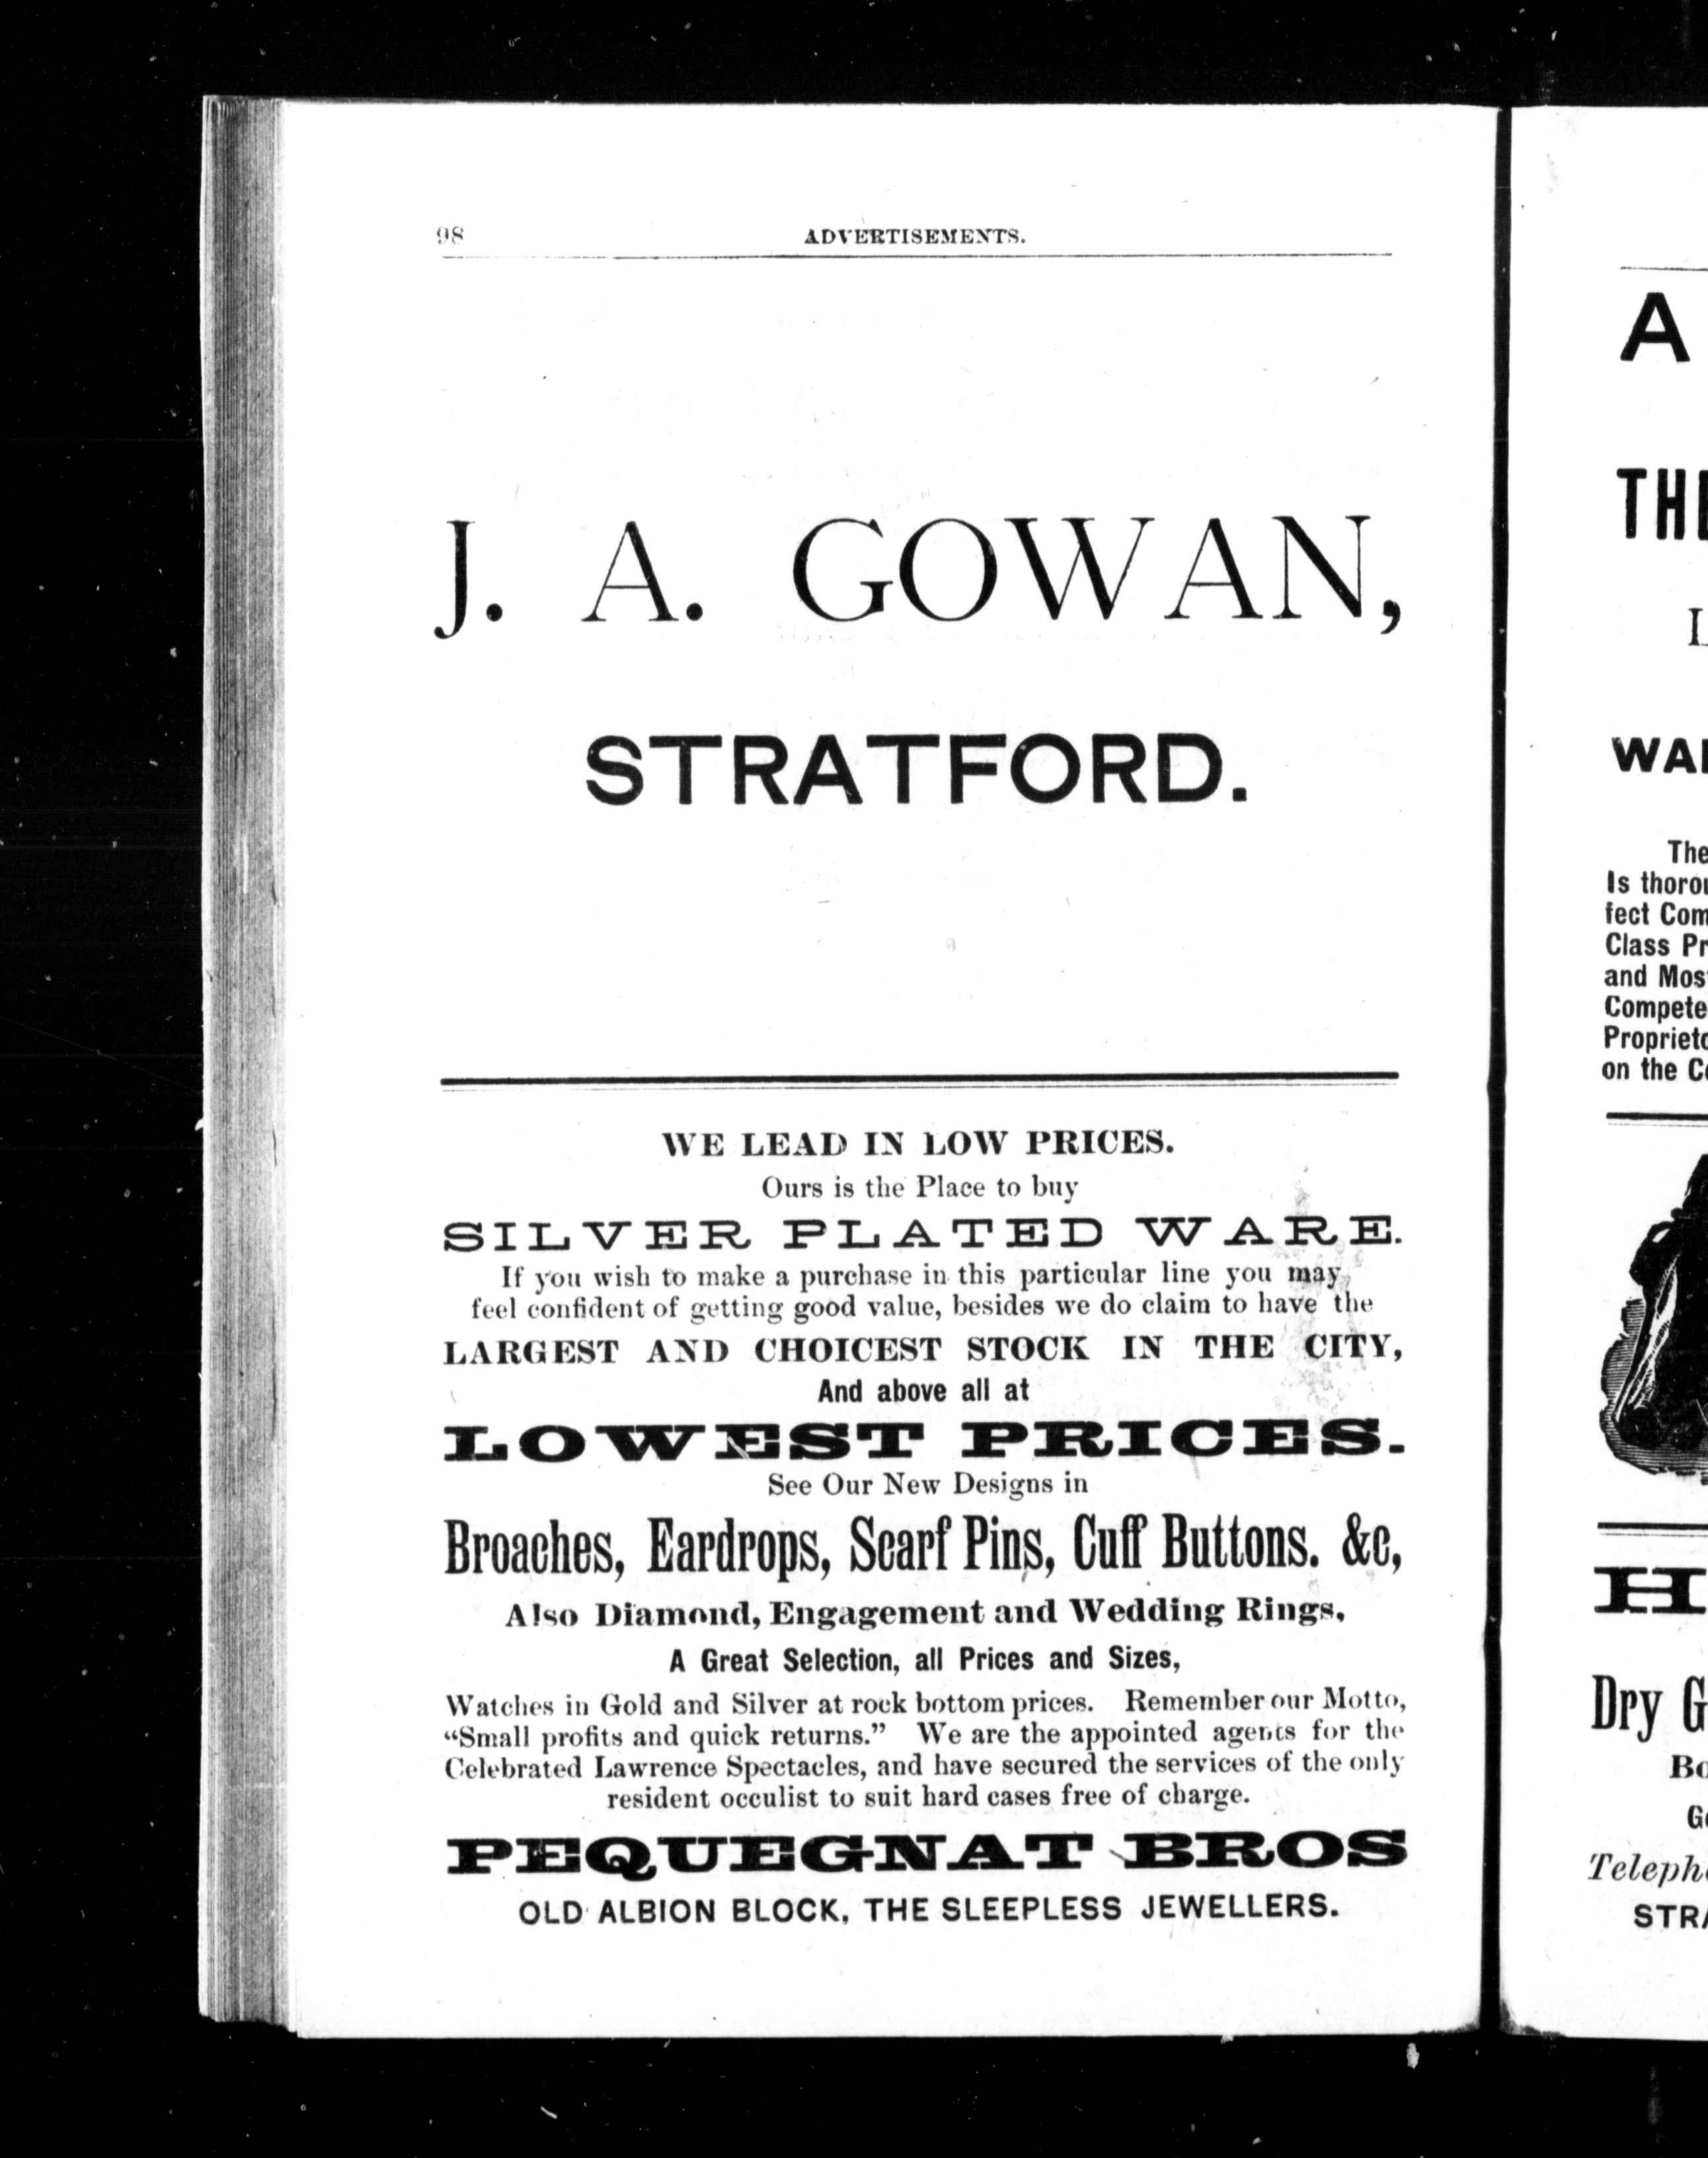 98 ADVERTISEMENTS.
J. A. GOWAN,
STRATFORD.
WE LEAD IN LOW PRICES.
Ours is the Place to buy
SILVER PLATED WARE.
If you wish to make a purchase in this particular line you may
feel confident of getting good value, besides we do claim to have the
LARGEST AND CHOICEST STOCK IN THE CITY,
And above all at
LOWEST PRICES.
See Our New Designs in
Broaches, Eardrops, Scarf Pins, Cuff Buttons. &c,
Also Diamond, Engagement and Wedding Rings,
A Great Selection, all Prices and Sizes,
Watches in Gold and Silver at rock bottom prices. Remember our Motto,
“Small profits and quick returns.” We are the appointed agents for the
Celebrated Lawrence Spectacles, and have secured the services of the only
resident occulist to suit hard cases free of charge.
PEQUEGNAT BROS
OLD ALBION BLOCK, THE SLEEPLESS JEWELLERS.
A
The
Is
on the
Dry